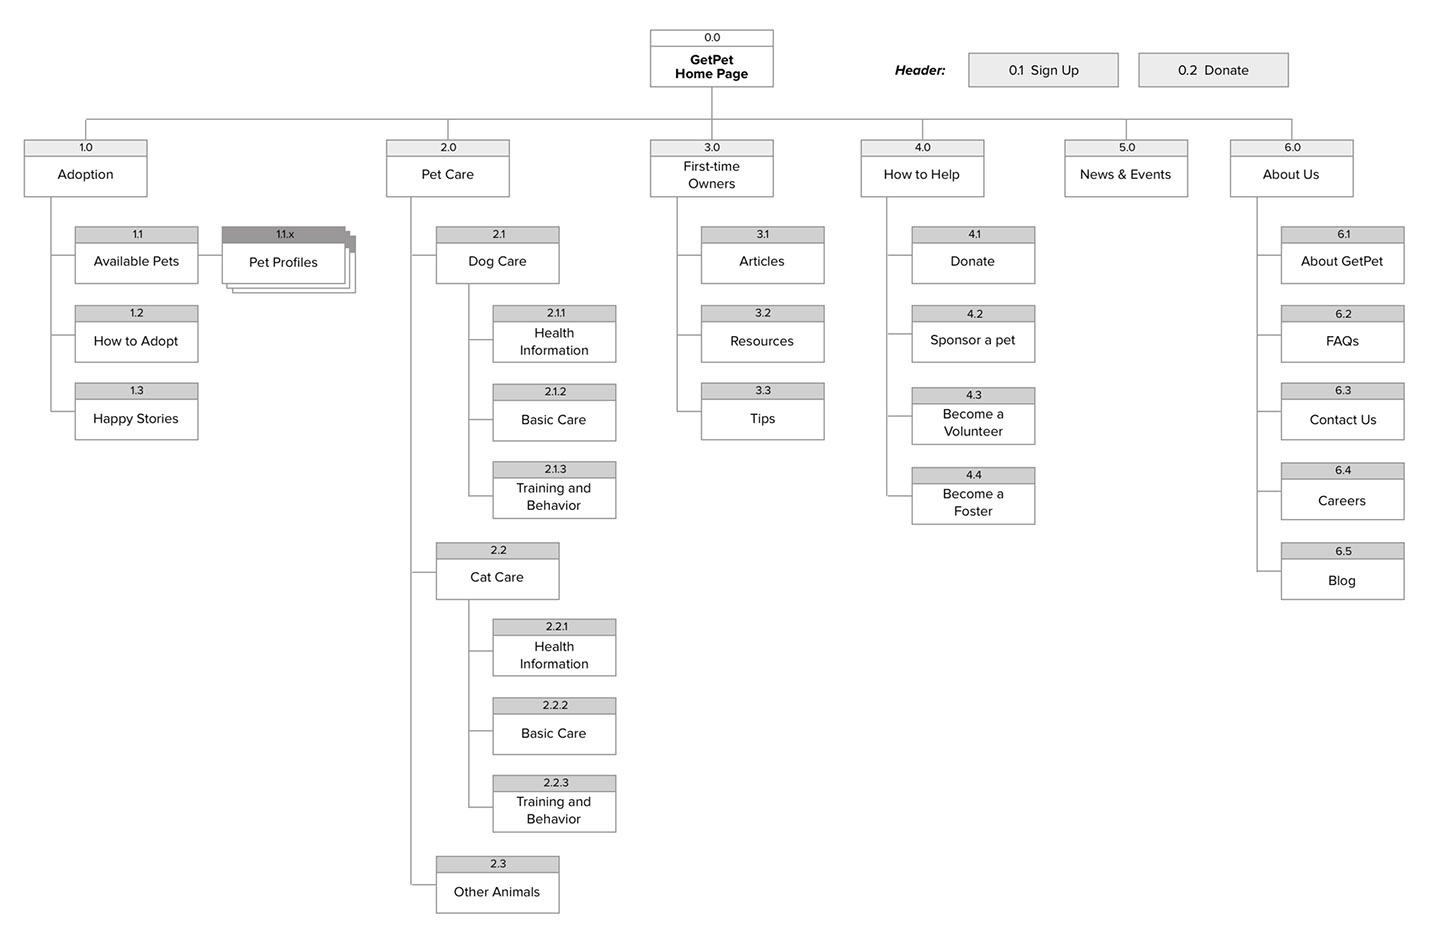 0.0
GetPet
Home Page
Header:
0.1 Sign Up
0.2 Donate
1.0
Adoption
1.1
Available Pets
1.1.x
Pet Profiles
1.2
How to Adopt
1.3
Happy Stories
2.0
Pet Care
2.1
Dog Care
2.1.1
Health
Information
2.1.2
Basic Care
2.1.3
Training and
Behavior
2.2
Cat Care
2.2.1
Health
Information
2.2.2
Basic Care
2.2.3
Training and
Behavior
2.3
Other Animals
3.0
First-time
Owners
3.1
Articles
3.2
Resources
3.3
Tips
4.0
How to Help
4.1
Donate
4.2
Sponsor a pet
4.3
Become a
Volunteer
4.4
Become a
Foster
5.0
News & Events
6.0
About Us
6.1
About GetPet
6.2
FAQs
6.3
Contact Us
6.4
Careers
6.5
Blog